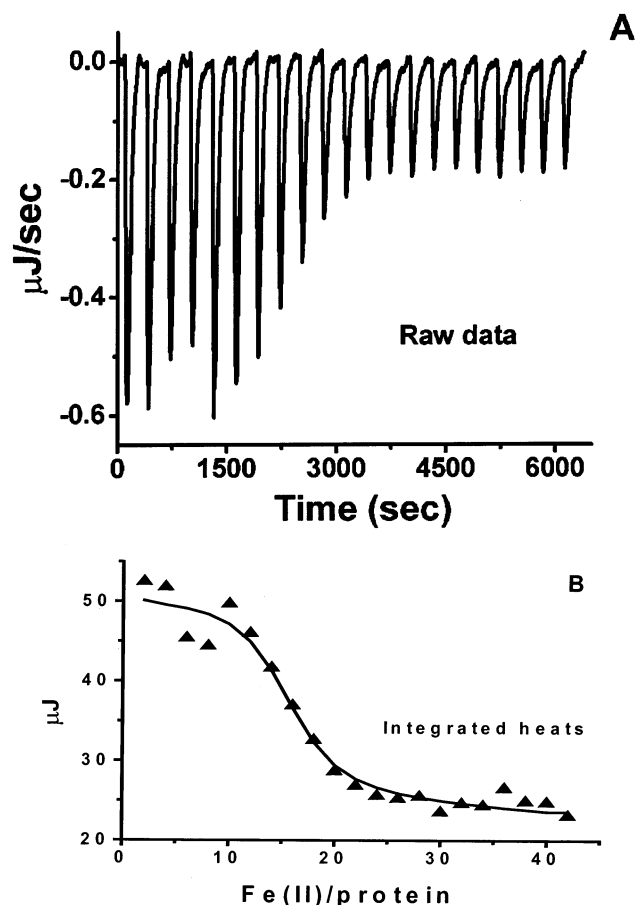 A
0.0
-0.2
-0.4
-0.6
μJ/sec
Raw data
0 1500 3000 4500 6000
Time (sec)
B
50
40
30
20
μJ
Integrated heats
0 10 20 30 40
Fe(II)/protein